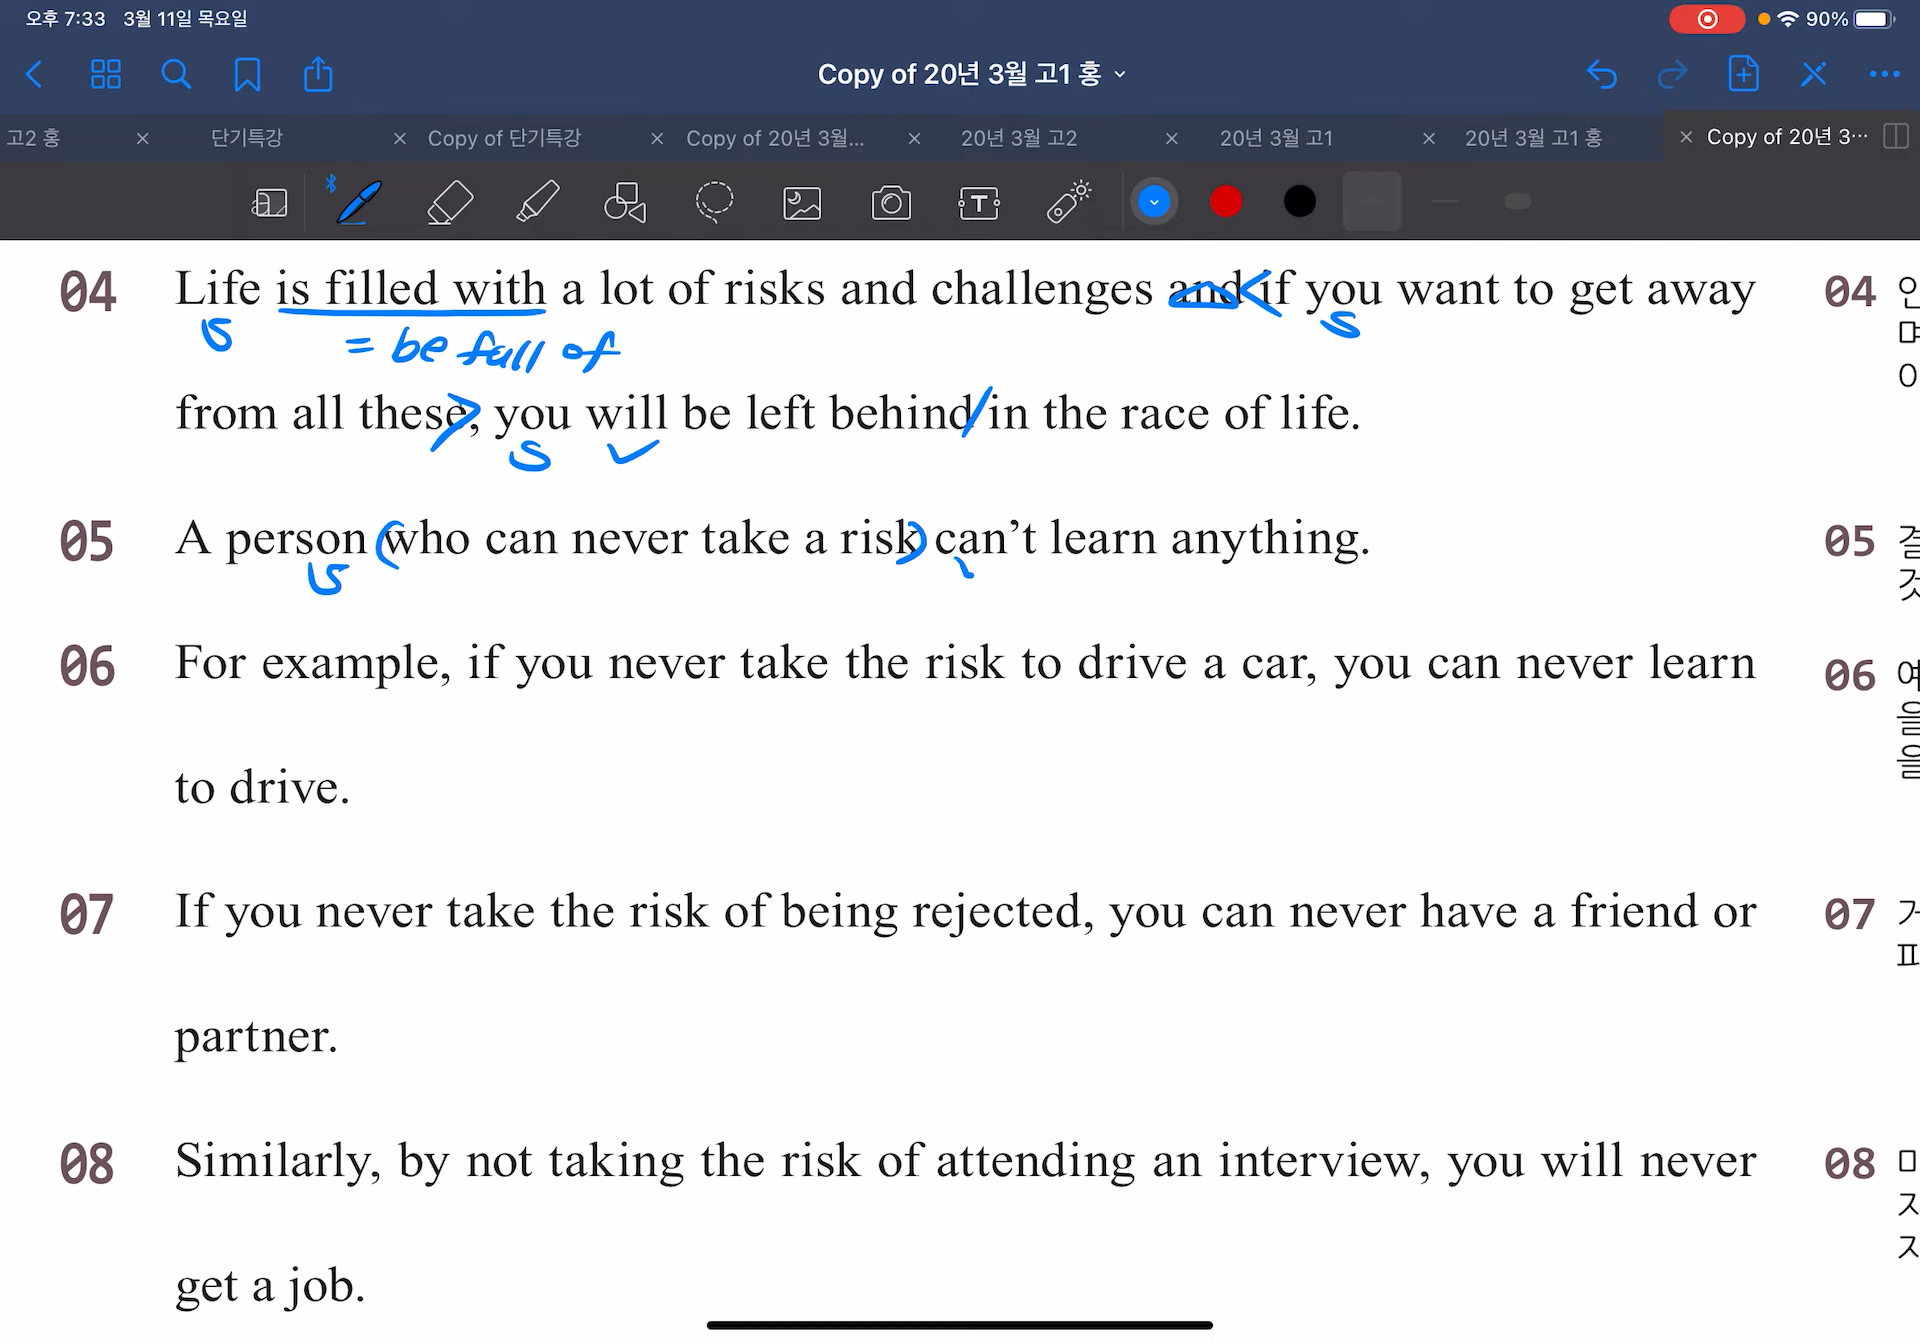 오후 7:33 3월 11일 목요일
90%
Copy of 20년 3월 고1 홍
고2 홍
단기특강
Copy of 단기특강
Copy of 20년 3월...
20년 3월 고2
20년 3월 고1
20년 3월 고1 홍
Copy of 20년 3...
04 Life is filled with a lot of risks and challenges and if you want to get away
S S
= be full of
from all these, you will be left behind/in the race of life.
S
05 A person (who can never take a risk) can't learn anything.
S
06 For example, if you never take the risk to drive a car, you can never learn
to drive.
07 If you never take the risk of being rejected, you can never have a friend or
partner.
08 Similarly, by not taking the risk of attending an interview, you will never
get a job.
04
며
05
것
06
을
을
07
08